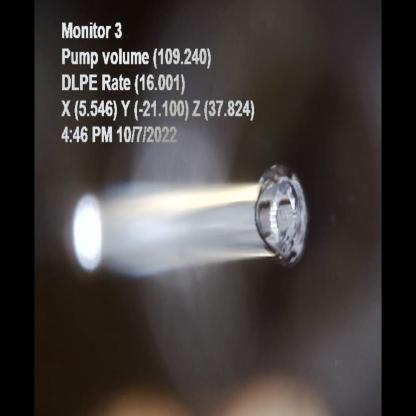 Monitor 3
Pump volume (109.240)
DLPE Rate (16.001)
X (5.546) Y (-21.100) Z (37.824)
4:46 PM 10/7/2022